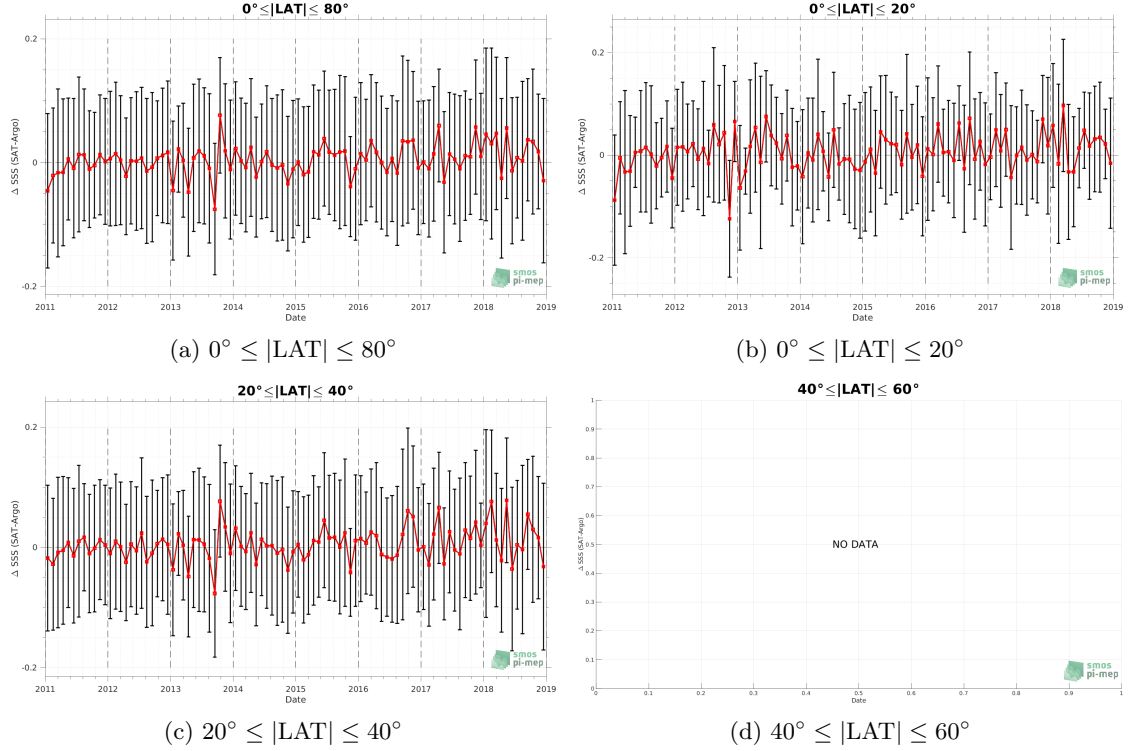 0°≤|LAT|≤ 80°
0.2
0.1
0
-0.1
-0.2
Δ SSS (SAT-Argo)
2011 2012 2013 2014 2015 2016 2017 2018 2019
Date
smos
pi-mep
(a) 0° ≤ |LAT| ≤ 80°
0°≤|LAT|≤ 20°
0.2
0
-0.2
Δ SSS (SAT-Argo)
2011 2012 2013 2014 2015 2016 2017 2018 2019
Date
smos
pi-mep
(b) 0° ≤ |LAT| ≤ 20°
20°≤|LAT|≤ 40°
0.2
0
-0.2
Δ SSS (SAT-Argo)
2011 2012 2013 2014 2015 2016 2017 2018 2019
Date
smos
pi-mep
(c) 20° ≤ |LAT| ≤ 40°
40°≤|LAT|≤ 60°
1
0.9
0.8
0.7
0.6
0.5
0.4
0.3
0.2
0.1
0
Δ SSS (SAT-Argo)
NO DATA
0 0.1 0.2 0.3 0.4 0.5 0.6 0.7 0.8 0.9 1
Date
smos
pi-mep
(d) 40° ≤ |LAT| ≤ 60°